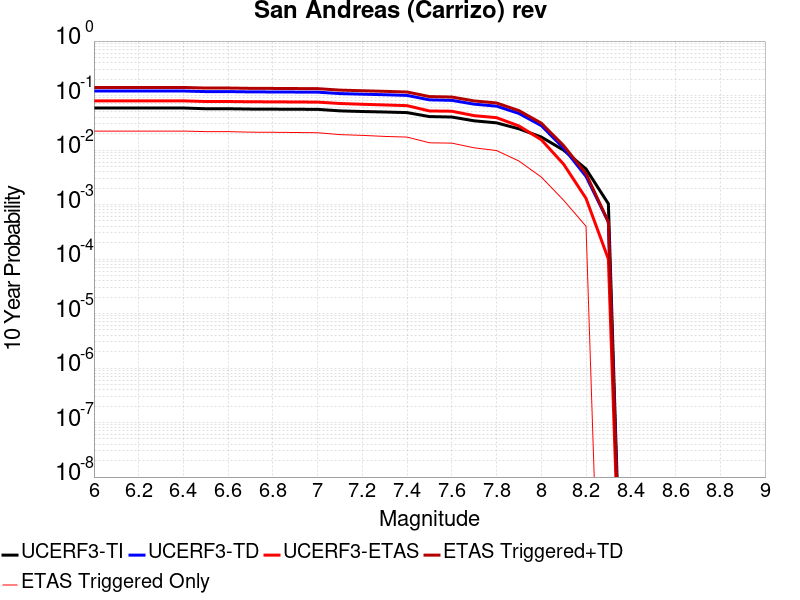 San Andreas (Carrizo) rev
10 Year Probability
10^0
10^-1
10^-2
10^-3
10^-4
10^-5
10^-6
10^-7
10^-8
6 6.2 6.4 6.6 6.8 7 7.2 7.4 7.6 7.8 8 8.2 8.4 8.6 8.8 9
Magnitude
UCERF3-TI UCERF3-TD UCERF3-ETAS ETAS Triggered+TD
ETAS Triggered Only